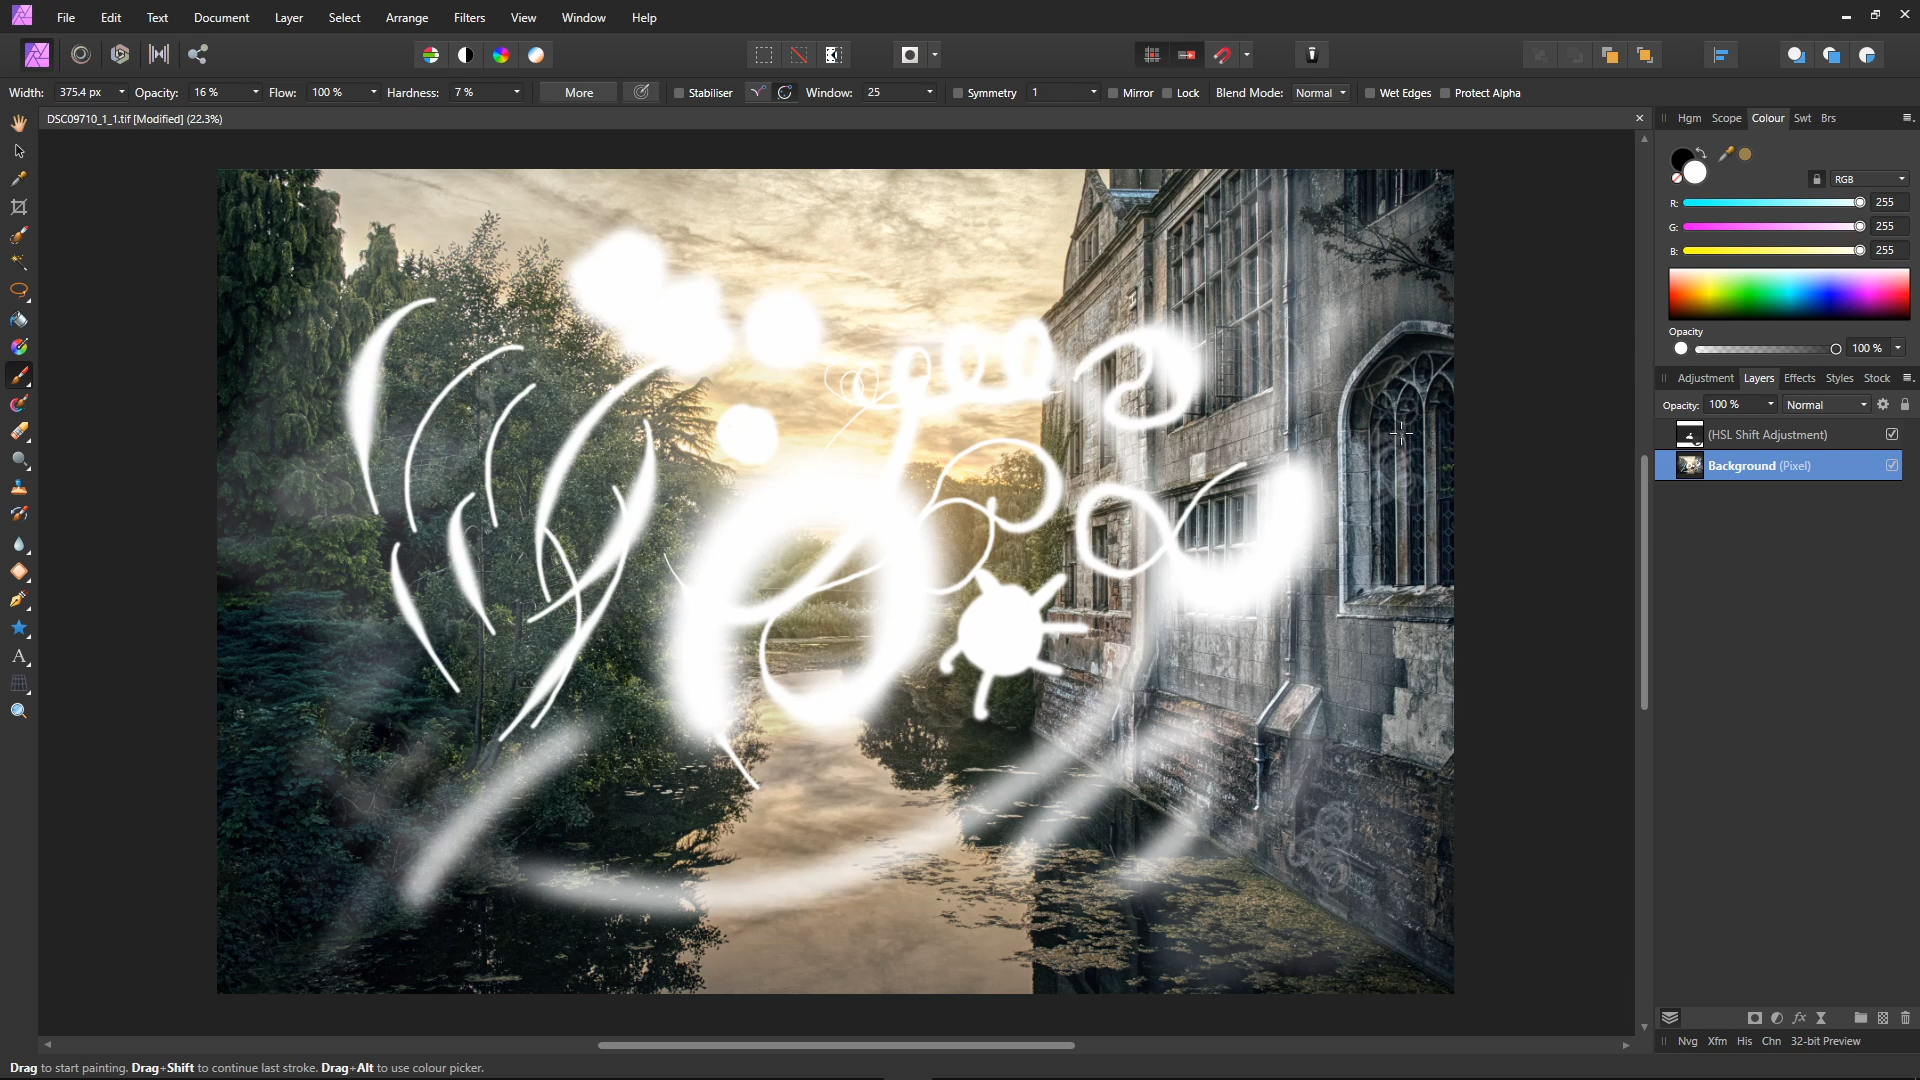 File Edit Text Document Layer Select Arrange Filters View Window Help
Width: 375.4 px Opacity: 16 % Flow: 100 % Hardness: 7 % More Stabiliser Window: 25 Symmetry 1 Mirror Lock Blend Mode: Normal Wet Edges Protect Alpha
DSC09710_1_1.tif [Modified] (22.3%)
Hgm Scope Colour Swt Brs
RGB
R: 255
G: 255
B: 255
Opacity
100 %
Adjustment Layers Effects Styles Stock
Opacity: 100 % Normal
(HSL Shift Adjustment)
Background (Pixel)
Nvg Xfm His Chn 32-bit Preview
Drag to start painting. Drag+Shift to continue last stroke. Drag+Alt to use colour picker.